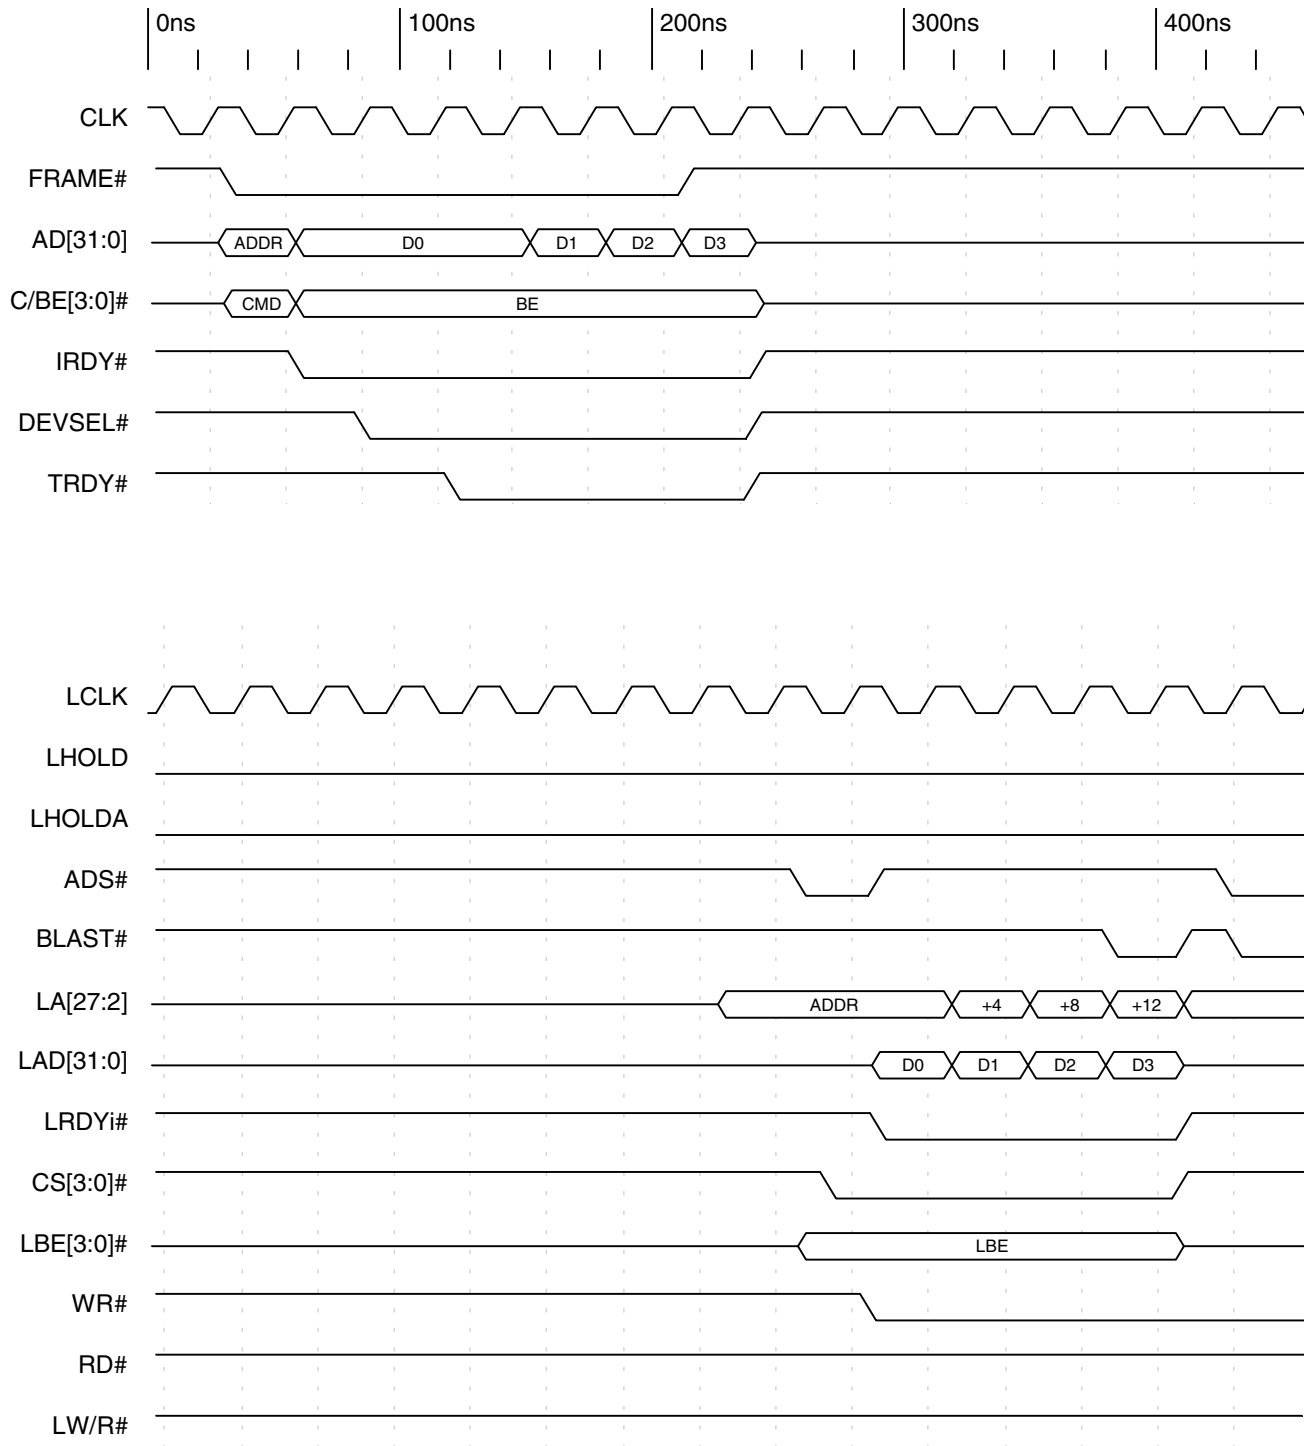 0ns 100ns 200ns 300ns 400ns
CLK
FRAME#
AD[31:0] ADDR D0 D1 D2 D3
C/BE[3:0]# CMD BE
IRDY#
DEVSEL#
TRDY#
LCLK
LHOLD
LHOLDA
ADS#
BLAST#
LA[27:2] ADDR +4 +8 +12
LAD[31:0] D0 D1 D2 D3
LRDYi#
CS[3:0]#
LBE[3:0]# LBE
WR#
RD#
LW/R#